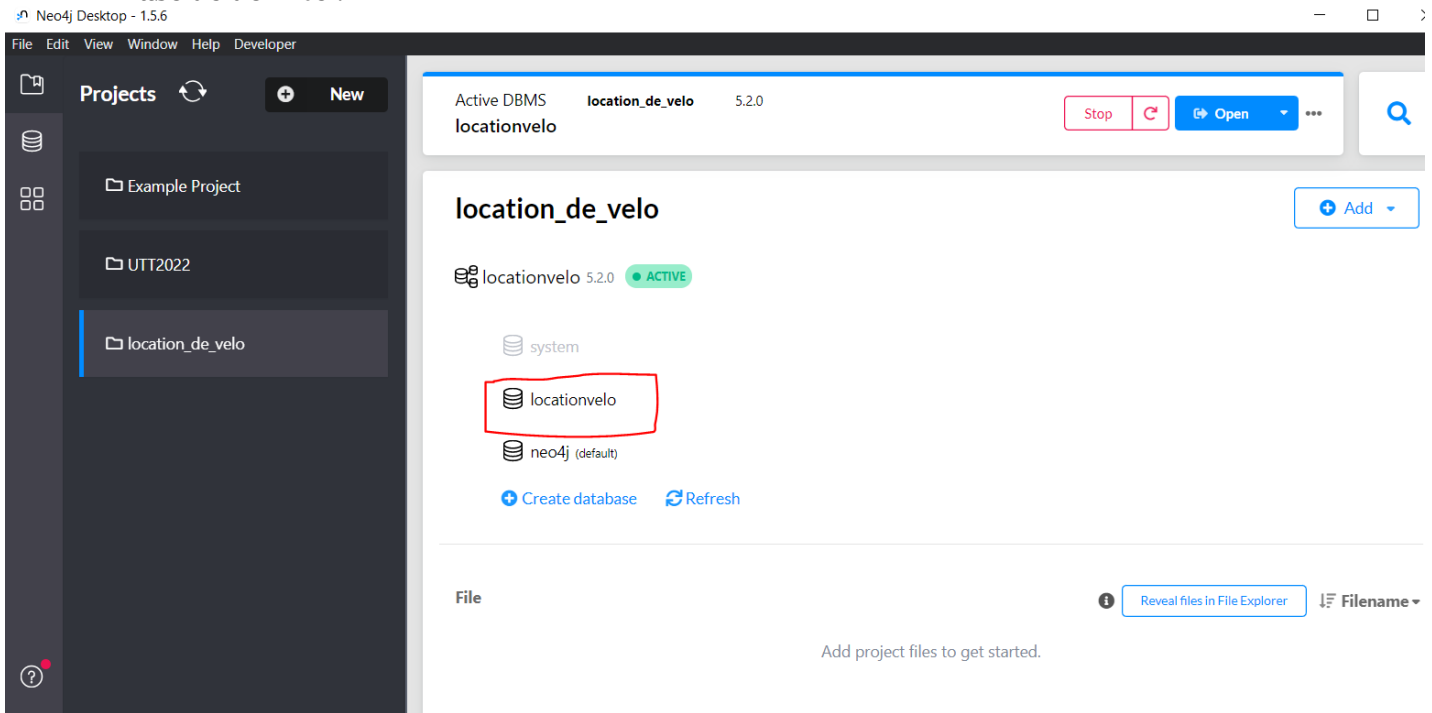 Neo4j Desktop - 1.5.6
File Edit View Window Help Developer
Projects
New
Example Project
UTT2022
location_de_velo
Active DBMS location_de_velo 5.2.0
locationvelo
Stop
Open
location_de_velo
Add
locationvelo 5.2.0 ACTIVE
system
locationvelo
neo4j (default)
Create database Refresh
File
Reveal files in File Explorer
Filename
Add project files to get started.